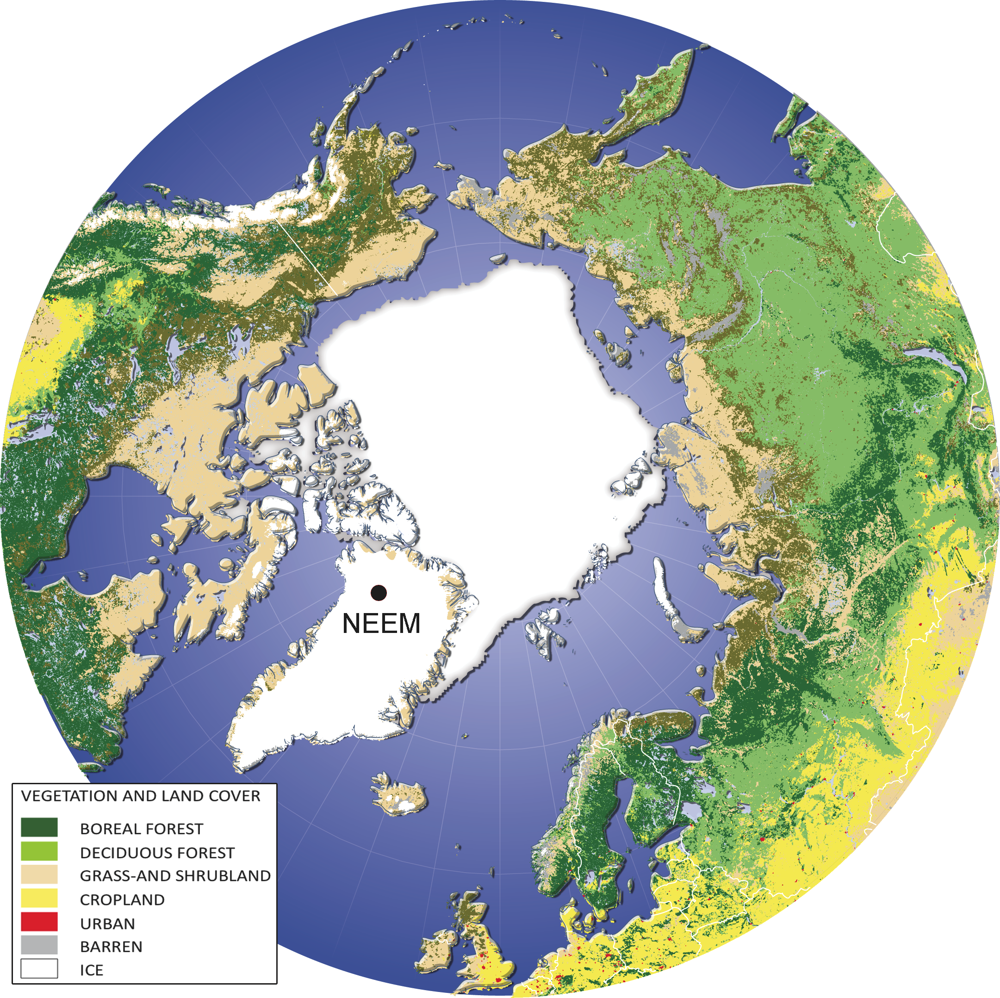 NEEM
VEGETATION AND LAND COVER
BOREAL FOREST
DECIDUOUS FOREST
GRASS-AND SHRUBLAND
CROPLAND
URBAN
BARREN
ICE